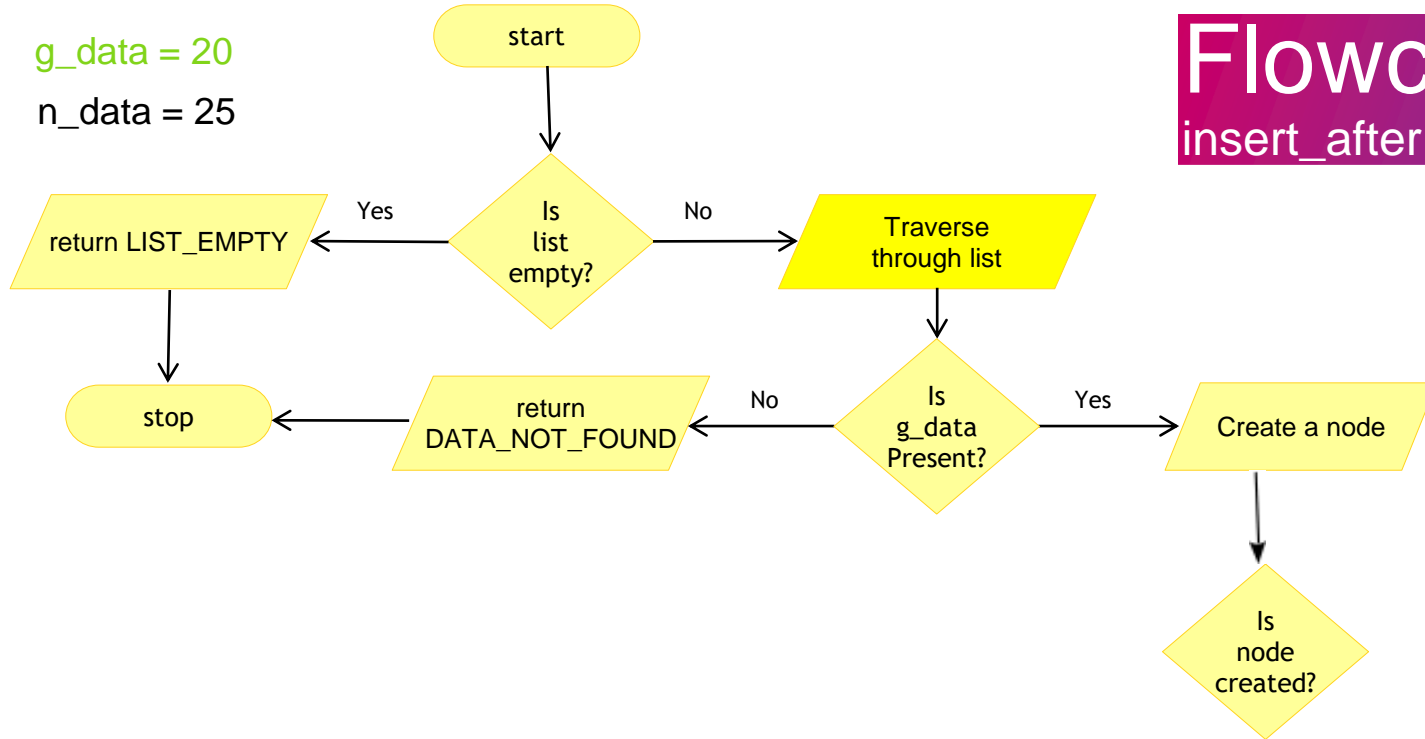 g_data = 20
n_data = 25
start
Flowc
insert_after
Is
list
empty?
Yes
No
return LIST_EMPTY
Traverse
through list
stop
return
DATA_NOT_FOUND
No
Is
g_data
Present?
Yes
Create a node
Is
node
created?